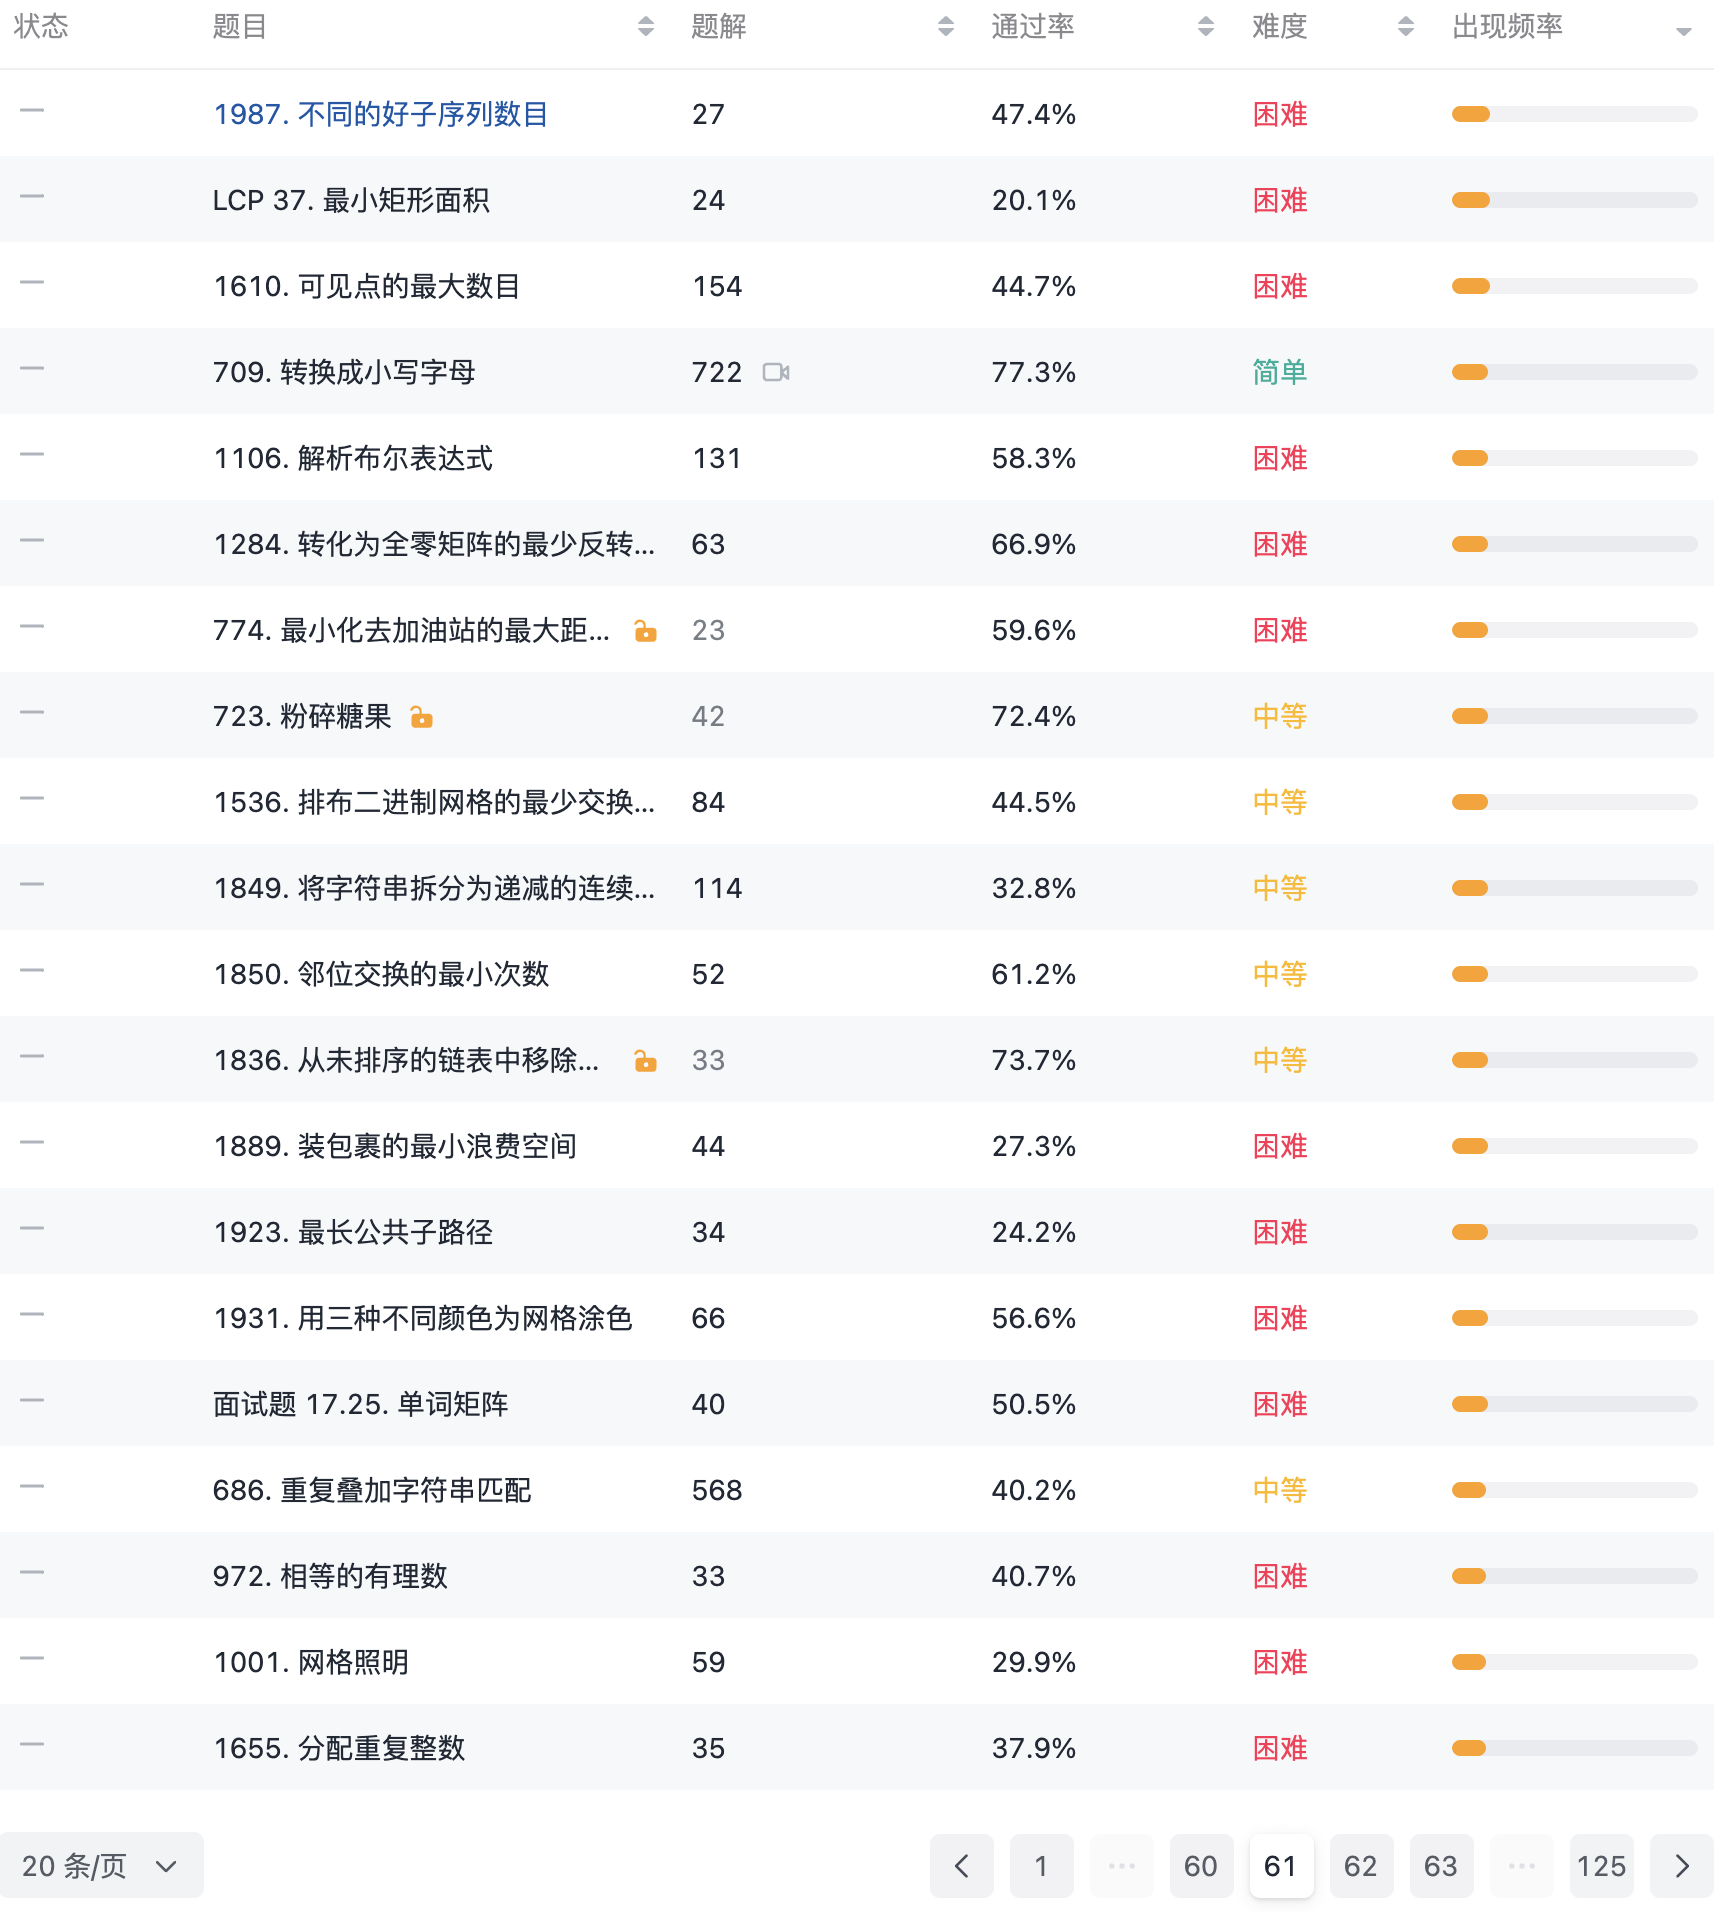 状态 题目 题解 通过率 难度 出现频率
1987. 不同的好子序列数目 27 47.4% 困难
LCP 37. 最小矩形面积 24 20.1% 困难
1610. 可见点的最大数目 154 44.7% 困难
709. 转换成小写字母 722 77.3% 简单
1106. 解析布尔表达式 131 58.3% 困难
1284. 转化为全零矩阵的最少反转... 63 66.9% 困难
774. 最小化去加油站的最大距... 23 59.6% 困难
723. 粉碎糖果 42 72.4% 中等
1536. 排布二进制网格的最少交换... 84 44.5% 中等
1849. 将字符串拆分为递减的连续... 114 32.8% 中等
1850. 邻位交换的最小次数 52 61.2% 中等
1836. 从未排序的链表中移除... 33 73.7% 中等
1889. 装包裹的最小浪费空间 44 27.3% 困难
1923. 最长公共子路径 34 24.2% 困难
1931. 用三种不同颜色为网格涂色 66 56.6% 困难
面试题 17.25. 单词矩阵 40 50.5% 困难
686. 重复叠加字符串匹配 568 40.2% 中等
972. 相等的有理数 33 40.7% 困难
1001. 网格照明 59 29.9% 困难
1655. 分配重复整数 35 37.9% 困难
20 条/页 1 ... 60 61 62 63 ... 125